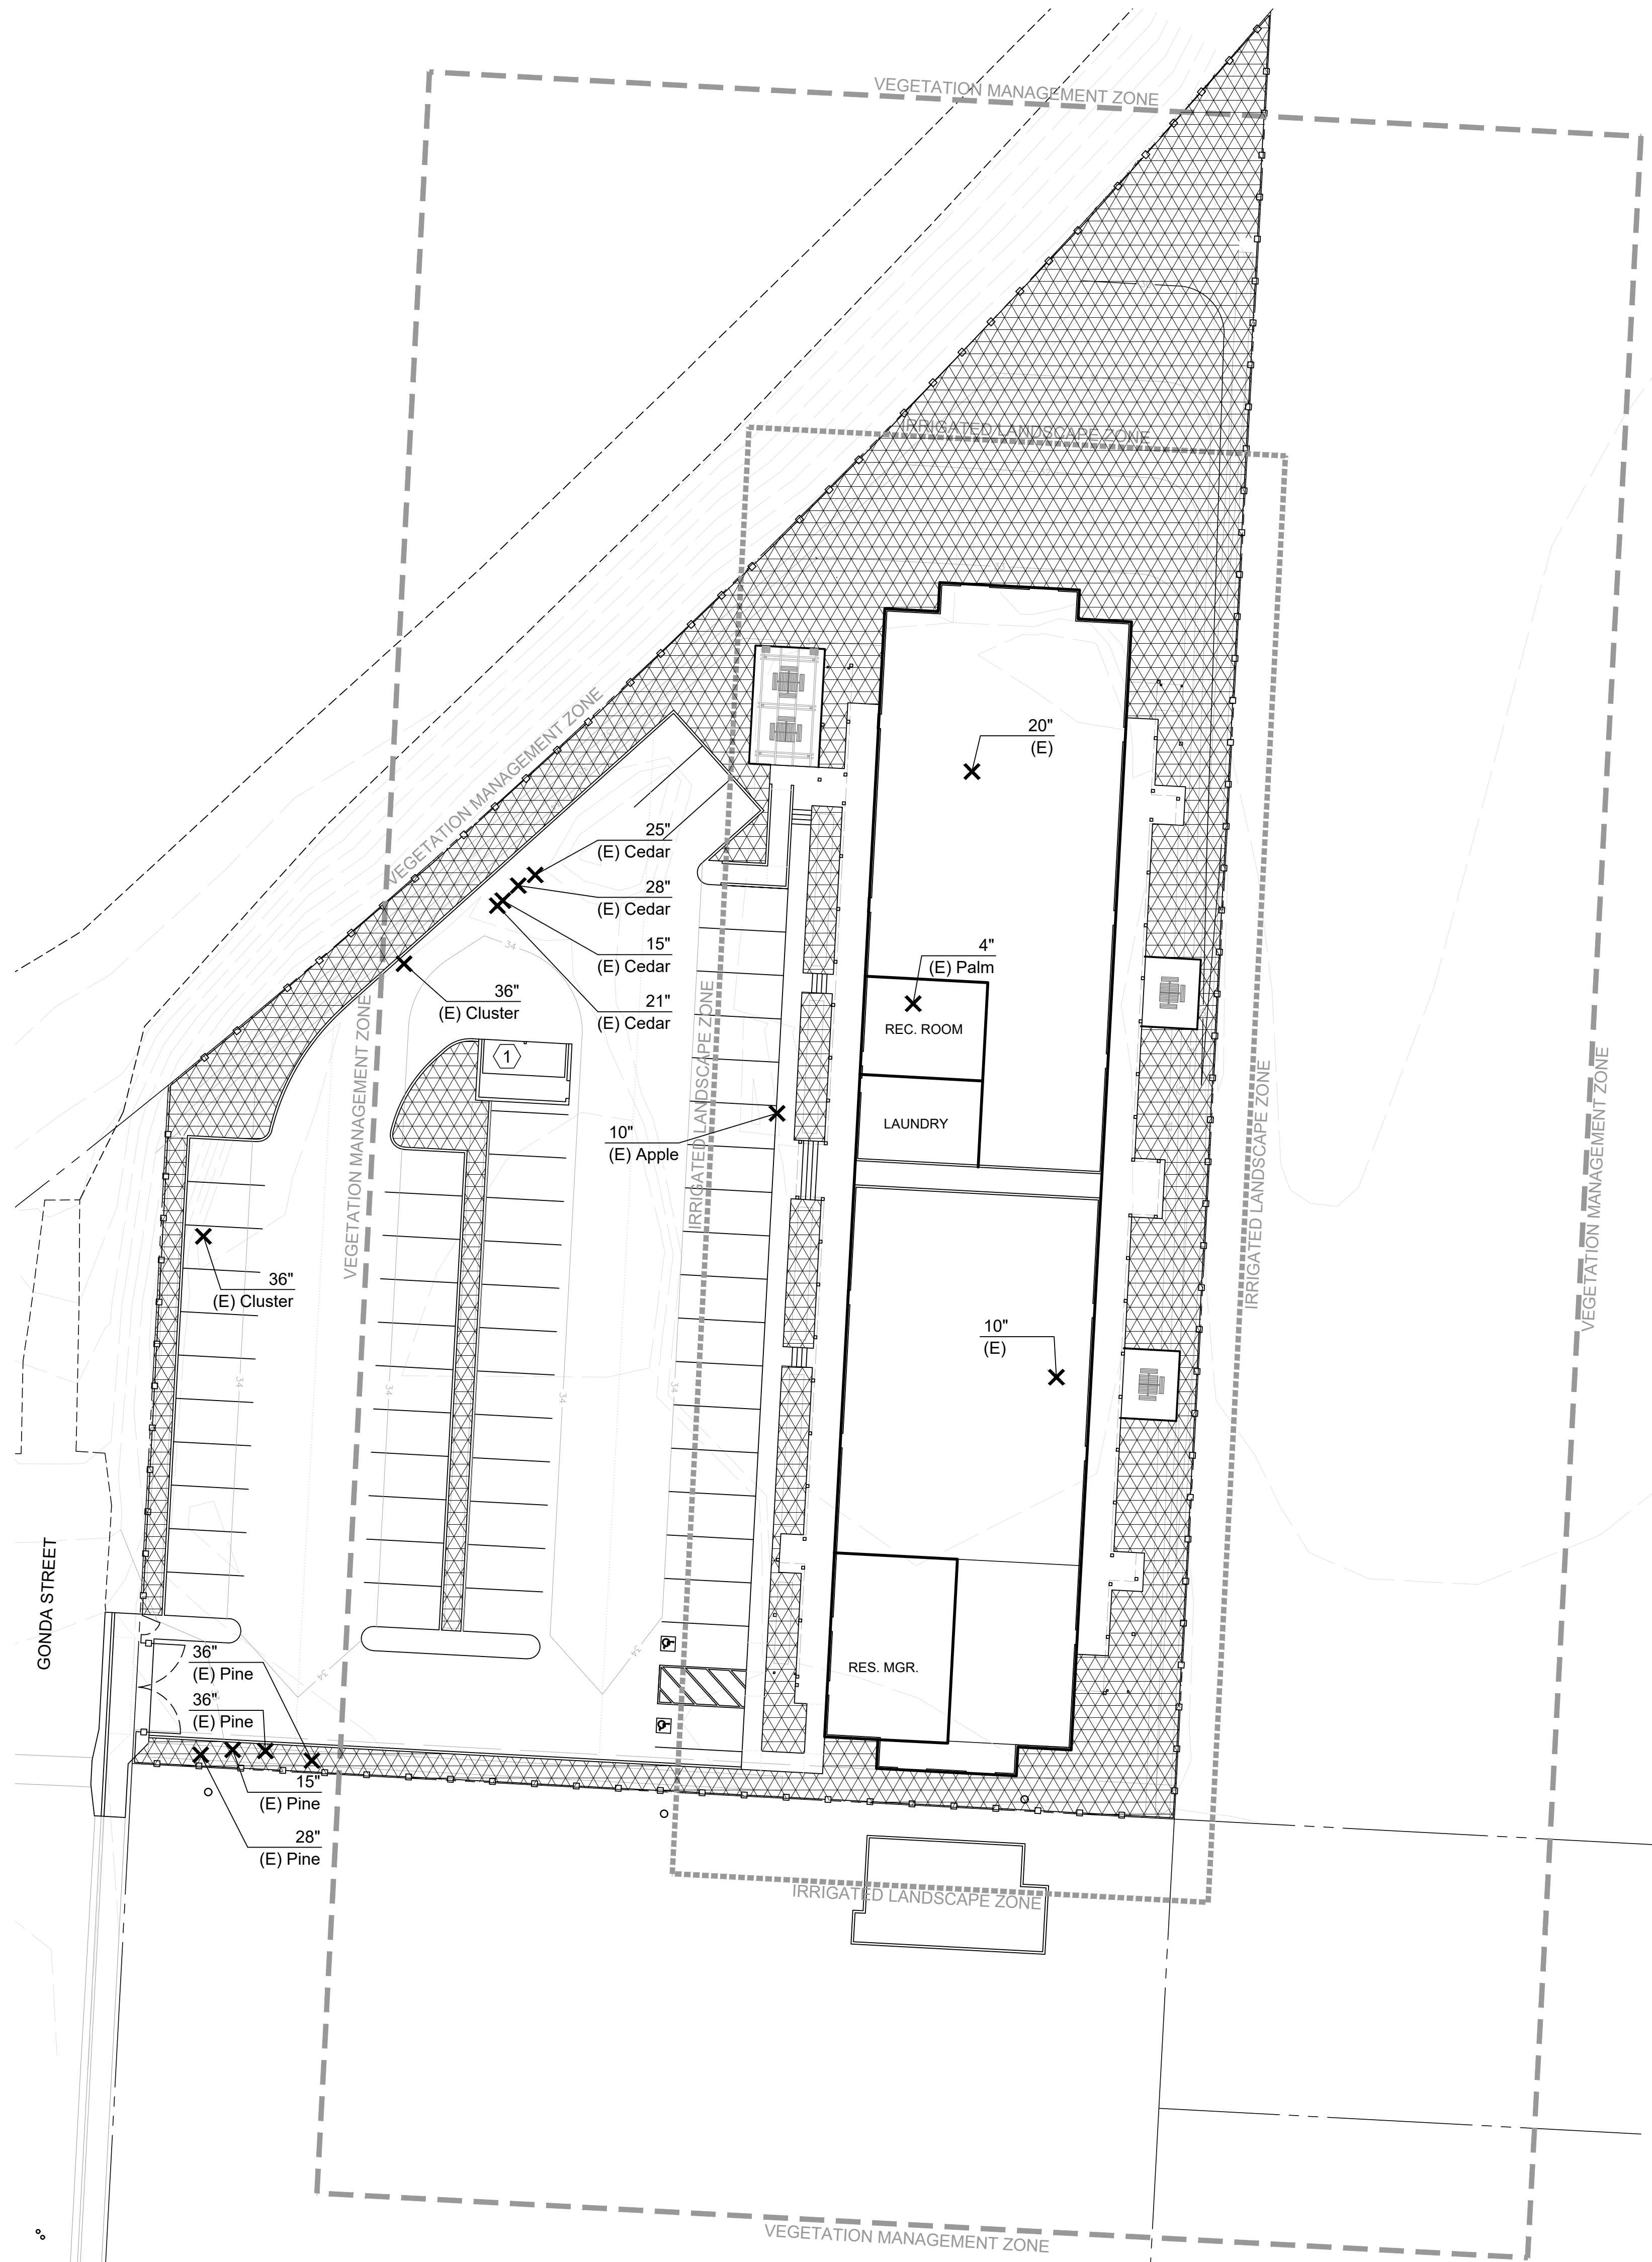 VEGETATION MANAGEMENT ZONE
IRRIGATED LANDSCAPE ZONE
VEGETATION MANAGEMENT ZONE
20"
(E)
25"
(E) Cedar
28"
(E) Cedar
15"
(E) Cedar
21"
(E) Cedar
34
36"
(E) Cluster
4"
(E) Palm
REC. ROOM
1
LAUNDRY
10"
(E) Apple
VEGETATION MANAGEMENT ZONE
IRRIGATED LANDSCAPE ZONE
IRRIGATED LANDSCAPE ZONE
VEGETATION MANAGEMENT ZONE
36"
(E) Cluster
10"
(E)
34
34
34
34
GONDA STREET
34
34
36"
(E) Pine
36"
(E) Pine
RES. MGR.
15"
(E) Pine
28"
(E) Pine
IRRIGATED LANDSCAPE ZONE
VEGETATION MANAGEMENT ZONE